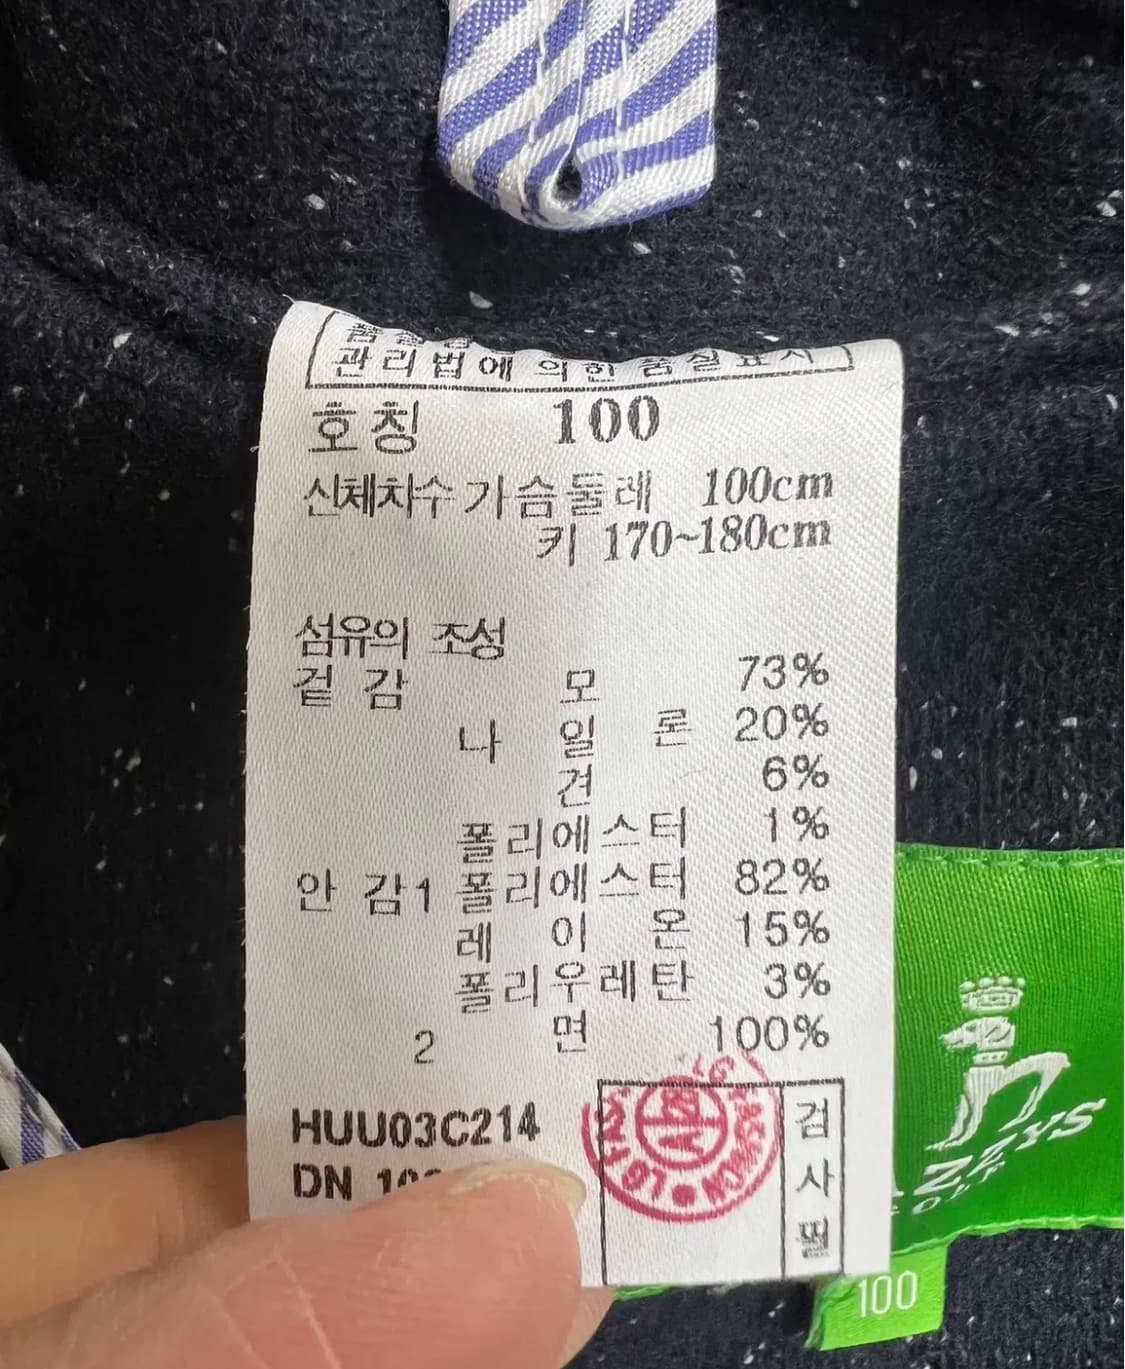 관리법에 의한 품질표시
호칭 100
신체치수 가슴둘레 100cm
키 170~180cm
섬유의 조성
겉 감 모 73%
나 일 론 20%
견 6%
폴리에스터 1%
안 감1 폴리에스터 82%
레 이 온 15%
폴리우레탄 3%
2 면 100%
HUU03C214
DN
검
사
필
LG FASHION
100